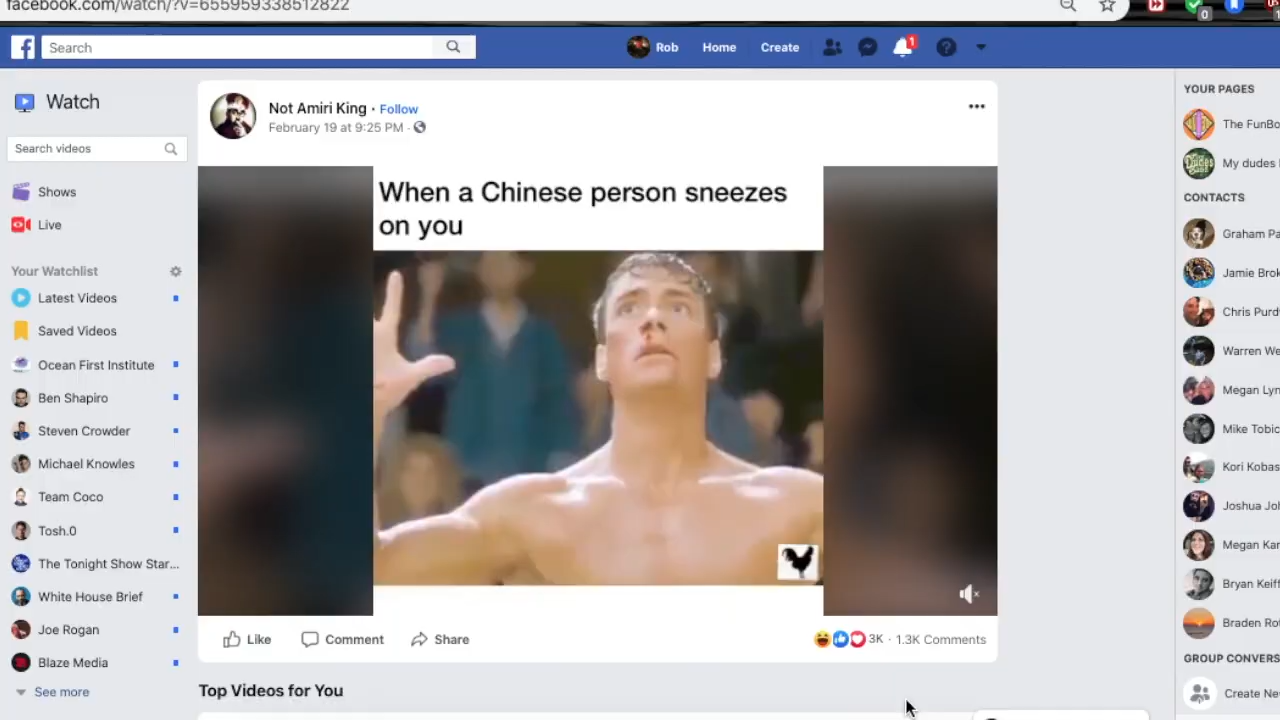 facebook.com/watch/?v=655959338512822
0
Search
Rob
Home
Create
1
Watch
Search videos
Shows
Live
Your Watchlist
Latest Videos
Saved Videos
Ocean First Institute
Ben Shapiro
Steven Crowder
Michael Knowles
Team Coco
Tosh.0
The Tonight Show Star...
White House Brief
Joe Rogan
Blaze Media
See more
Not Amiri King · Follow
February 19 at 9:25 PM ·
When a Chinese person sneezes
on you
Like
Comment
Share
3K · 1.3K Comments
Top Videos for You
YOUR PAGES
The FunBo
My dudes
CONTACTS
Graham Pa
Jamie Brok
Chris Purd
Warren We
Megan Lyn
Mike Tobic
Kori Kobas
Joshua Jo
Megan Kar
Bryan Keiff
Braden Rot
GROUP CONVERS
Create Ne